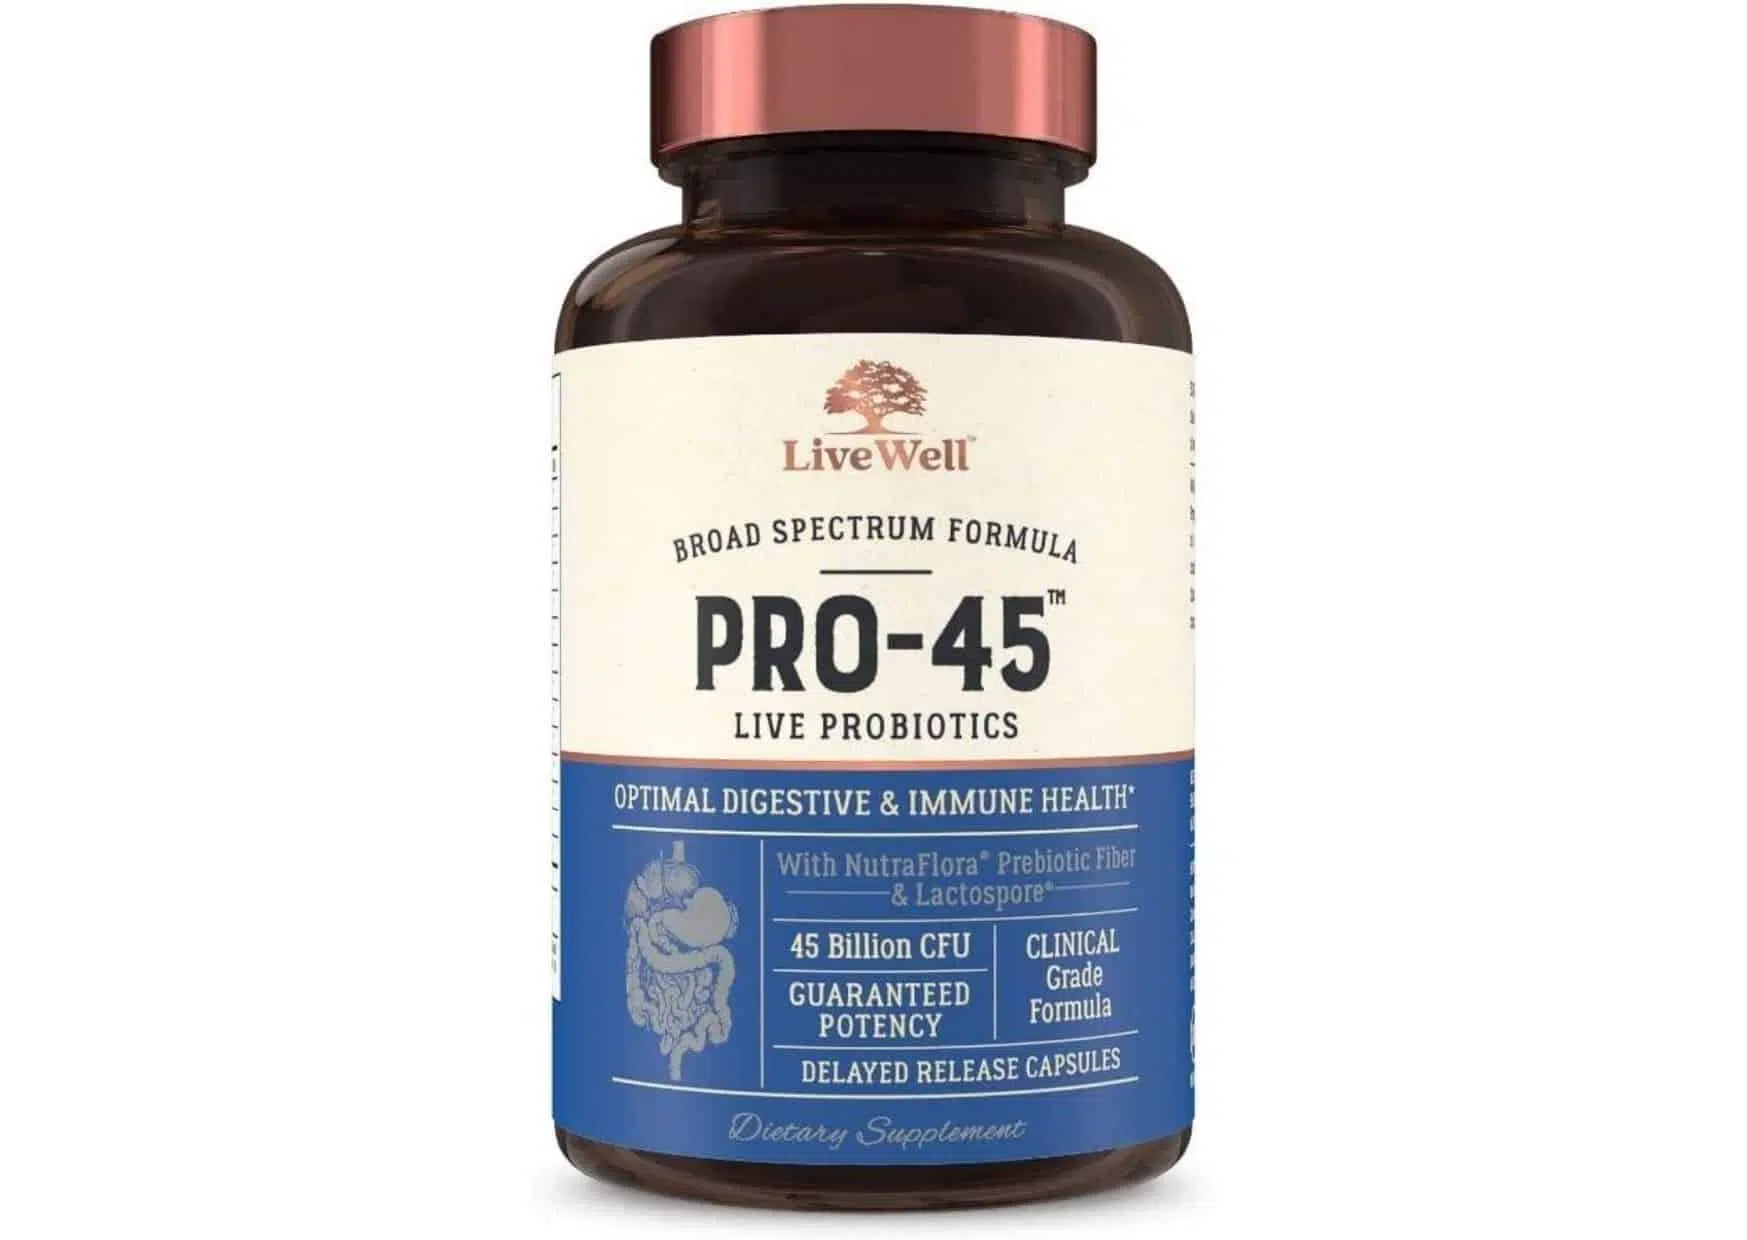 LiveWell™
BROAD SPECTRUM FORMULA
PRO-45™
LIVE PROBIOTICS
OPTIMAL DIGESTIVE & IMMUNE HEALTH*
With NutraFlora® Prebiotic Fiber
& Lactospore®
45 Billion CFU
GUARANTEED
POTENCY
CLINICAL
Grade
Formula
DELAYED RELEASE CAPSULES
Dietary Supplement